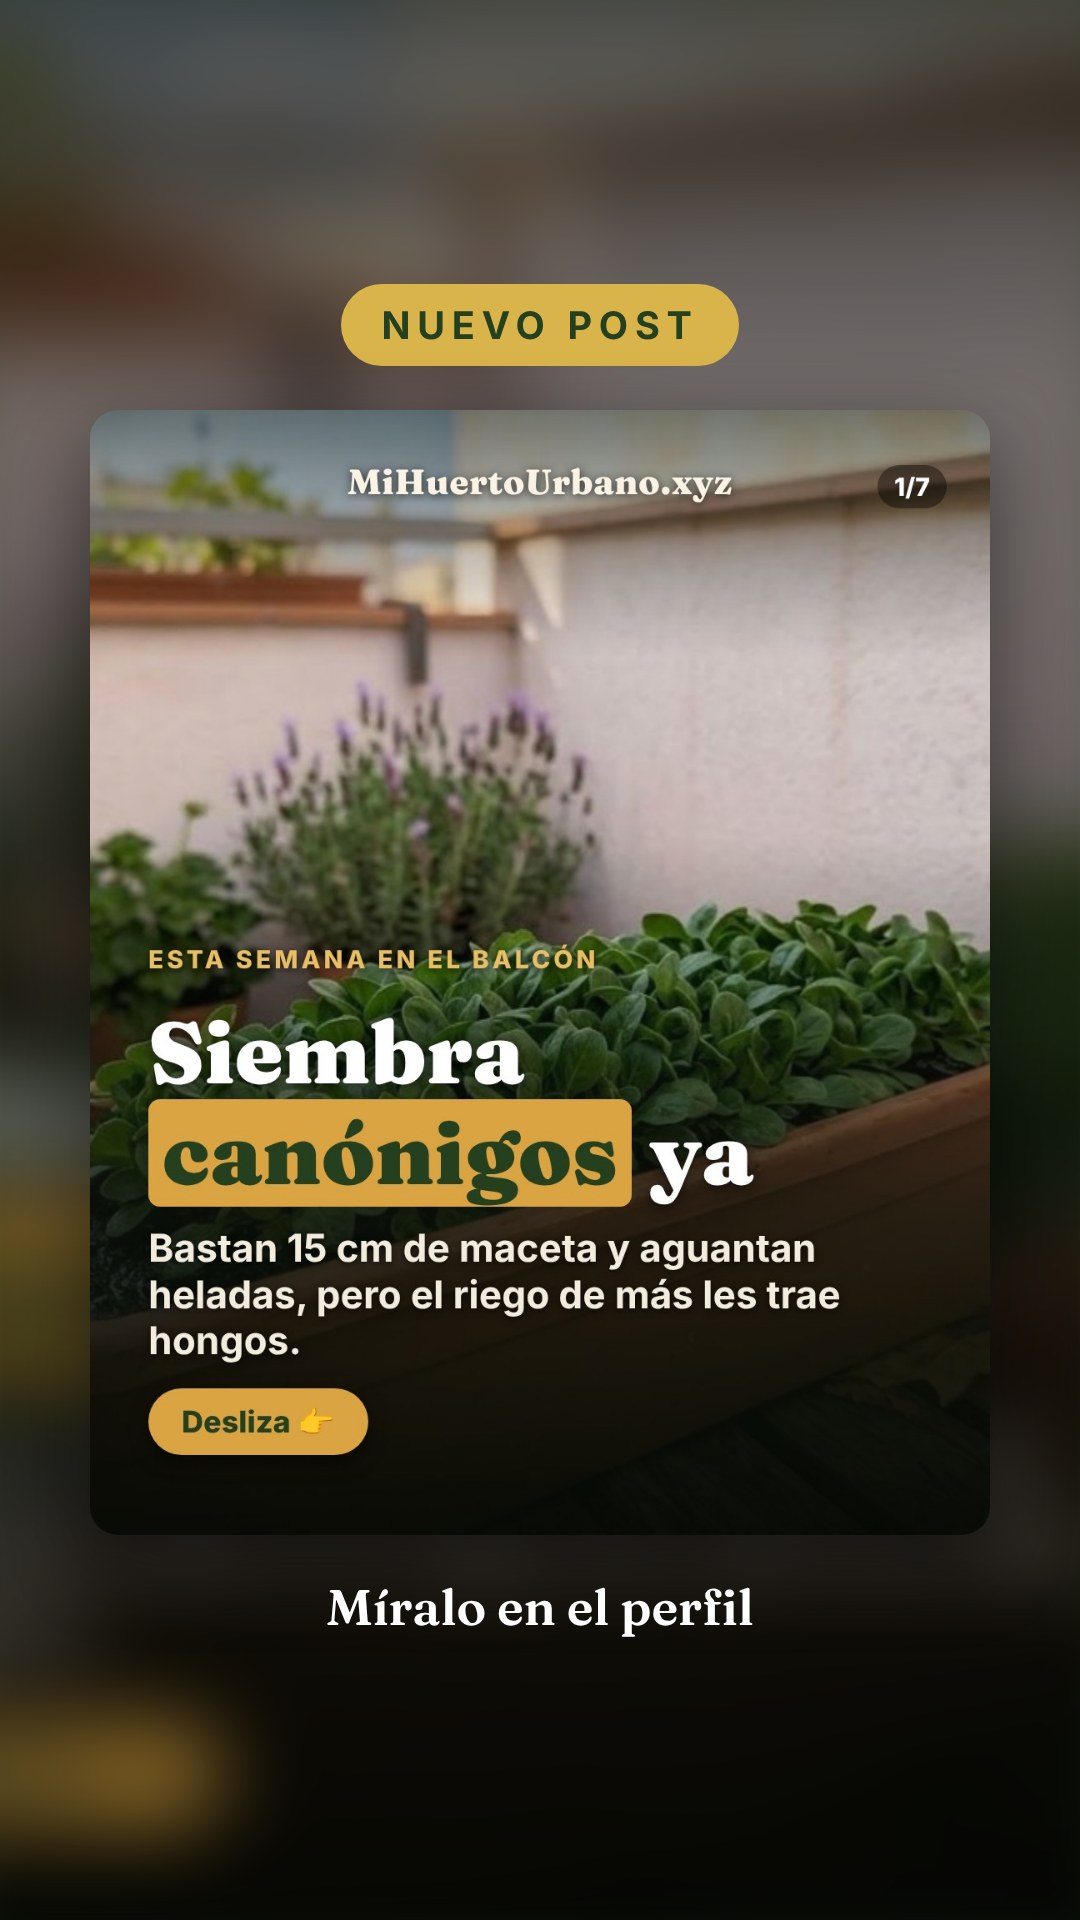 NUEVO POST
MiHuertoUrbano.xyz
1/7
ESTA SEMANA EN EL BALCÓN
Siembra
canónigos ya
Bastan 15 cm de maceta y aguantan
heladas, pero el riego de más les trae
hongos.
Desliza 👉
Míralo en el perfil